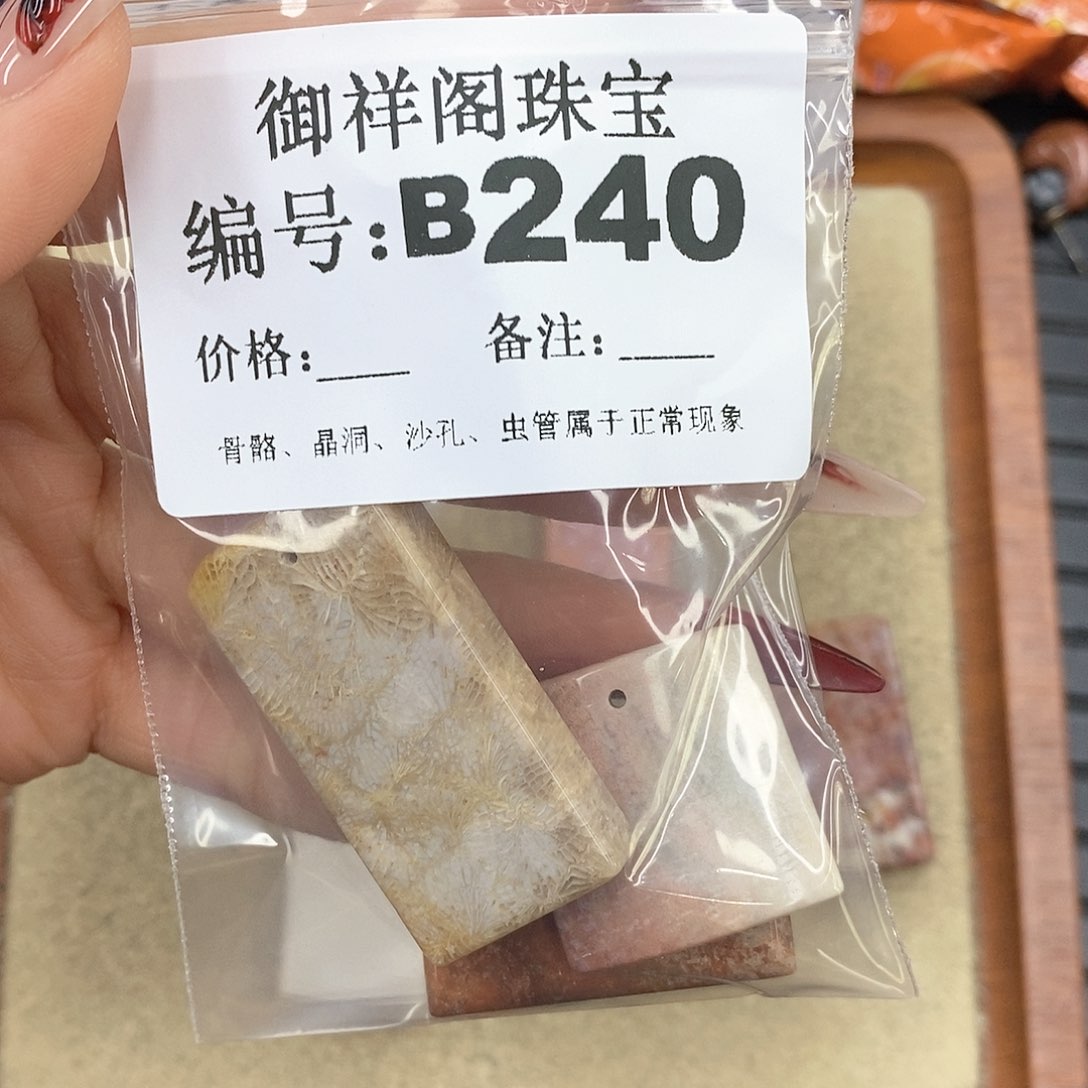 御祥阁珠宝
编号:B240
价格:____ 备注:____
骨骼、晶洞、沙孔、虫管属于正常现象